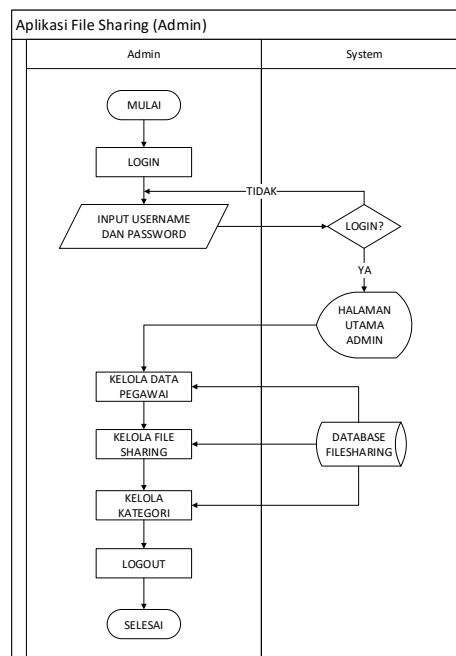 Aplikasi File Sharing (Admin)
Admin
System
MULAI
LOGIN
TIDAK
INPUT USERNAME
DAN PASSWORD
LOGIN?
YA
HALAMAN
UTAMA
ADMIN
KELOLA DATA
PEGAWAI
KELOLA FILE
SHARING
DATABASE
FILESHARING
KELOLA
KATEGORI
LOGOUT
SELESAI